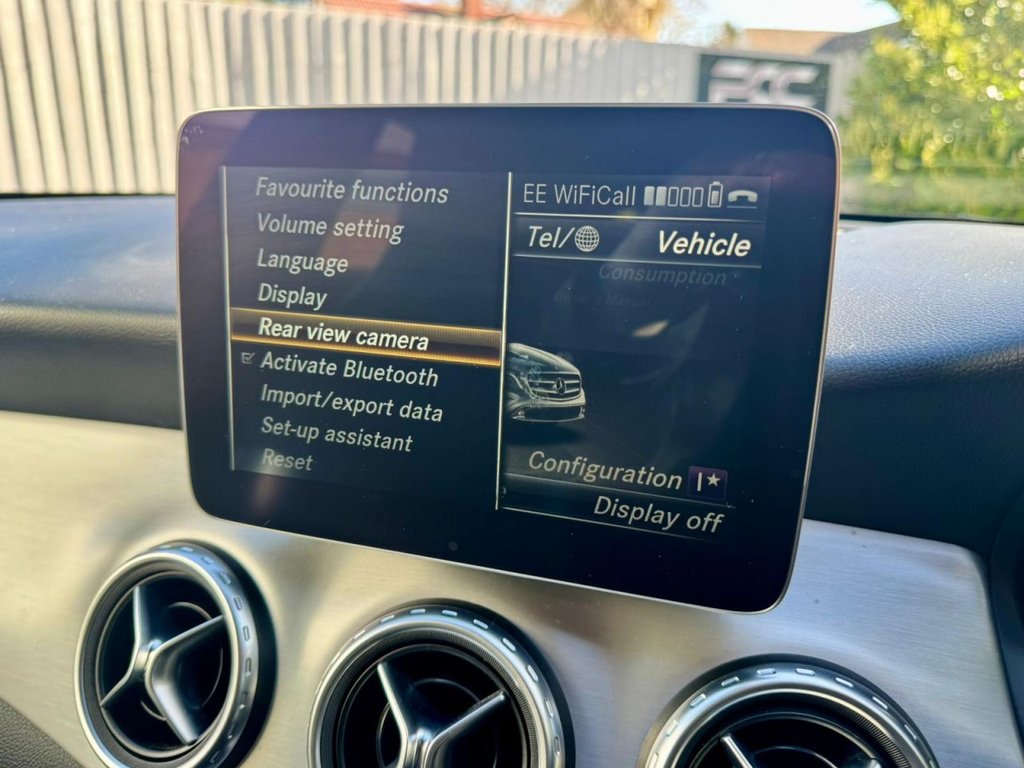 Favourite functions
Volume setting
Language
Display
Rear view camera
Activate Bluetooth
Import/export data
Set-up assistant
Reset
EE WiFiCall
Tel/ Vehicle
Consumption
Configuration
Display off